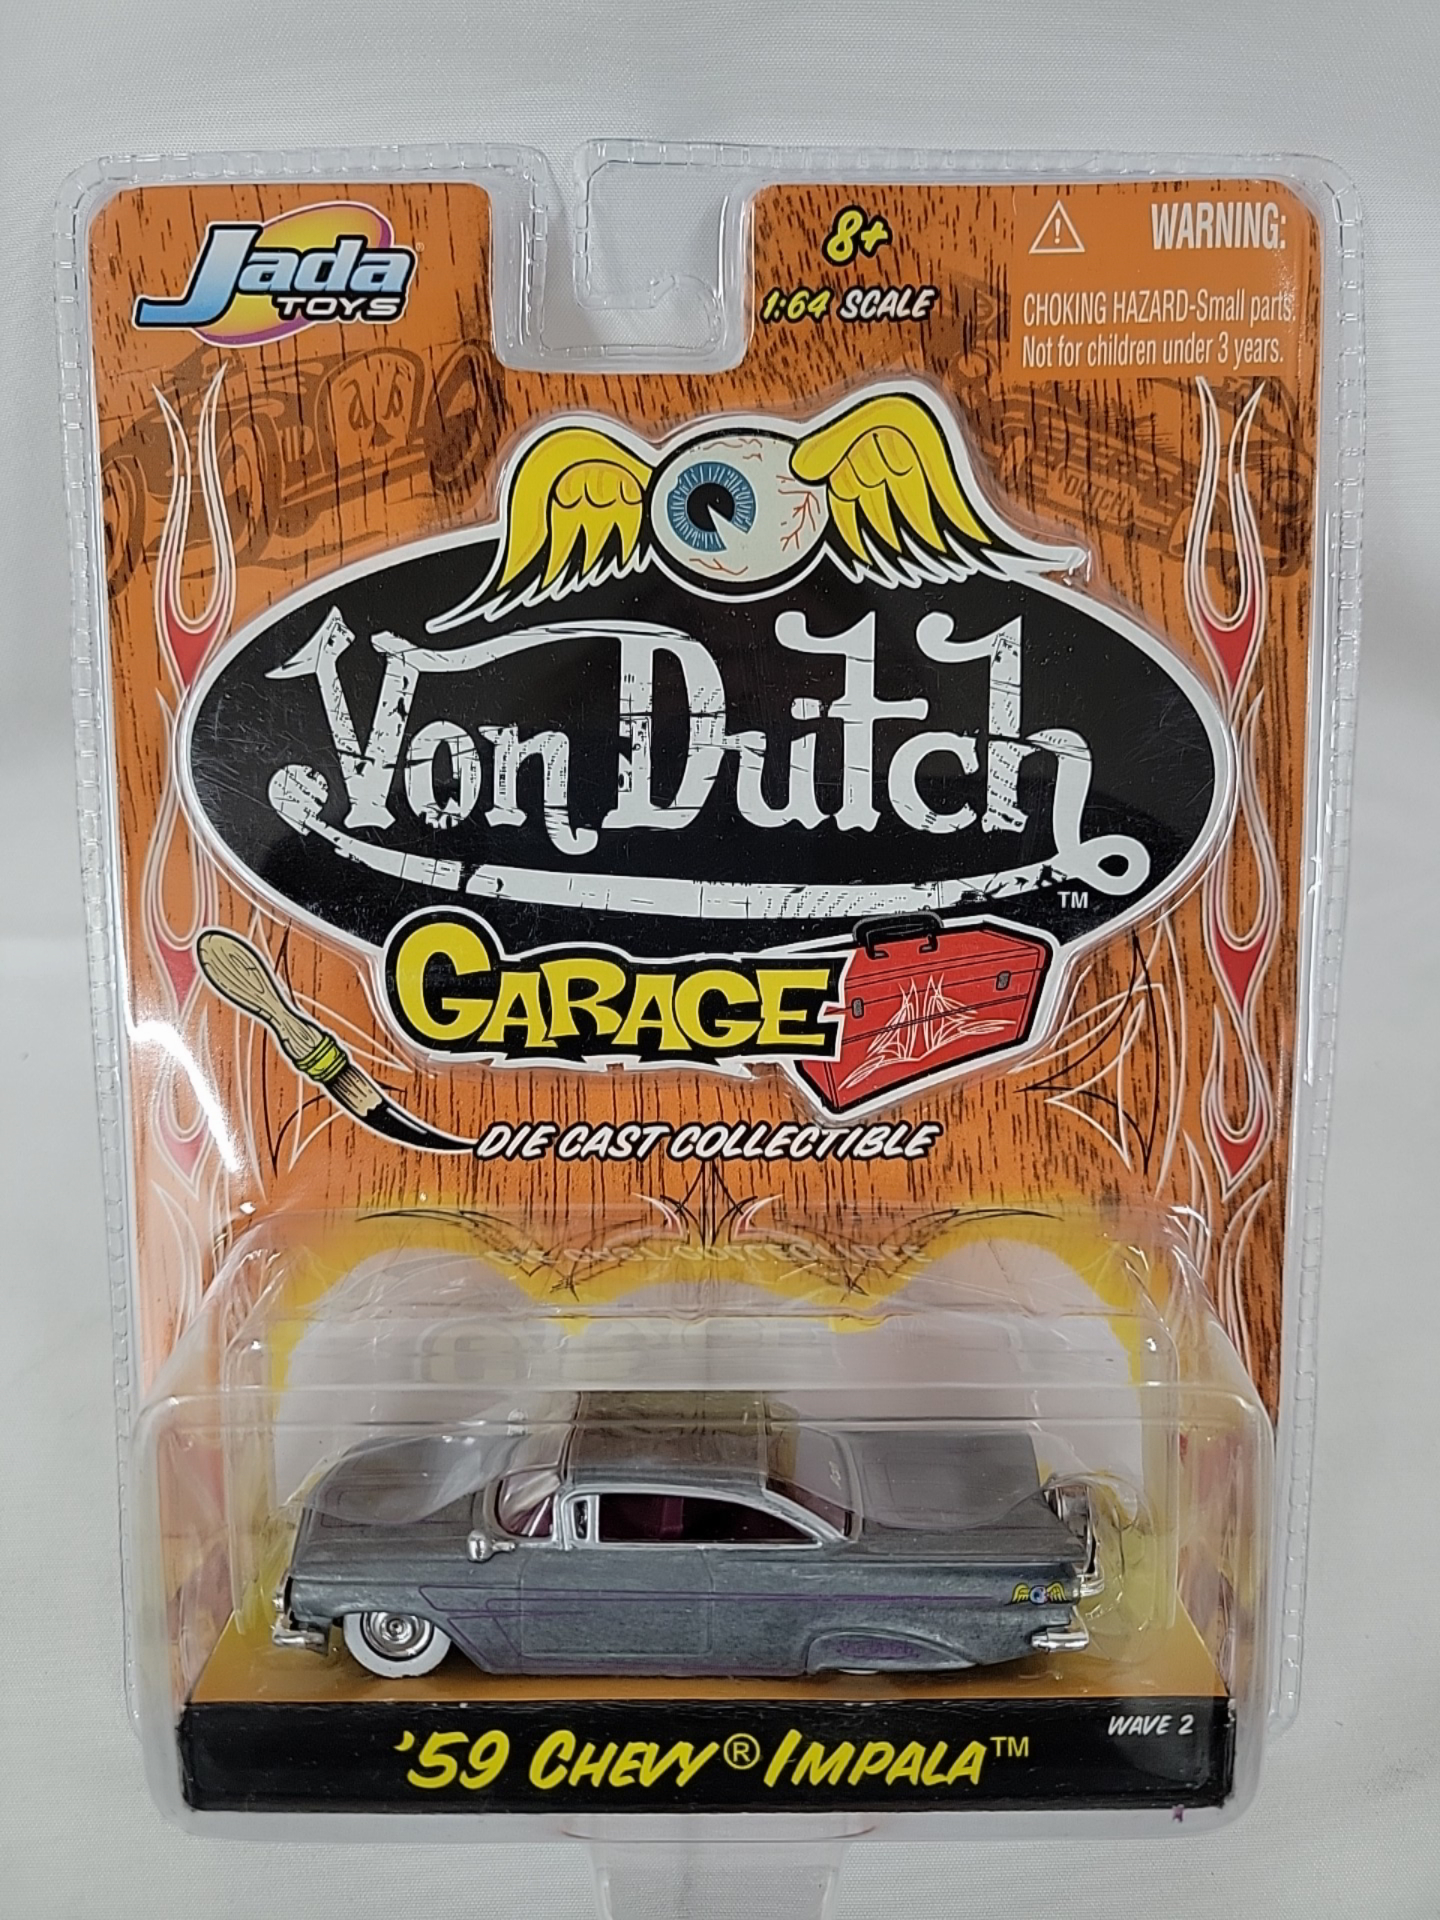 Jada
TOYS
®
8+
1:64 SCALE
WARNING:
CHOKING HAZARD-Small parts.
Not for children under 3 years.
Von Dutch
TM
GARAGE
DIE CAST COLLECTIBLE
WAVE 2
'59 CHEVY® IMPALA™